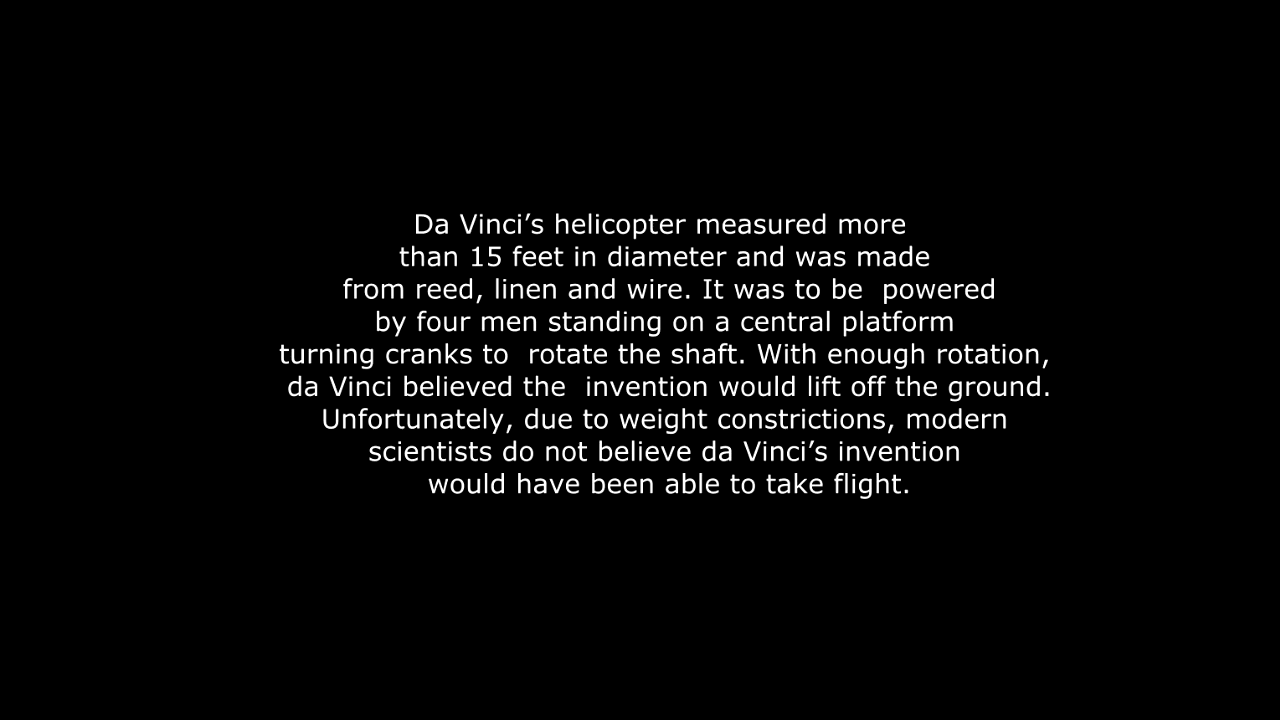 Da Vinci’s helicopter measured more
than 15 feet in diameter and was made
from reed, linen and wire. It was to be  powered
by four men standing on a central platform
turning cranks to  rotate the shaft. With enough rotation,
da Vinci believed the  invention would lift off the ground.
Unfortunately, due to weight constrictions, modern
scientists do not believe da Vinci’s invention
would have been able to take flight.